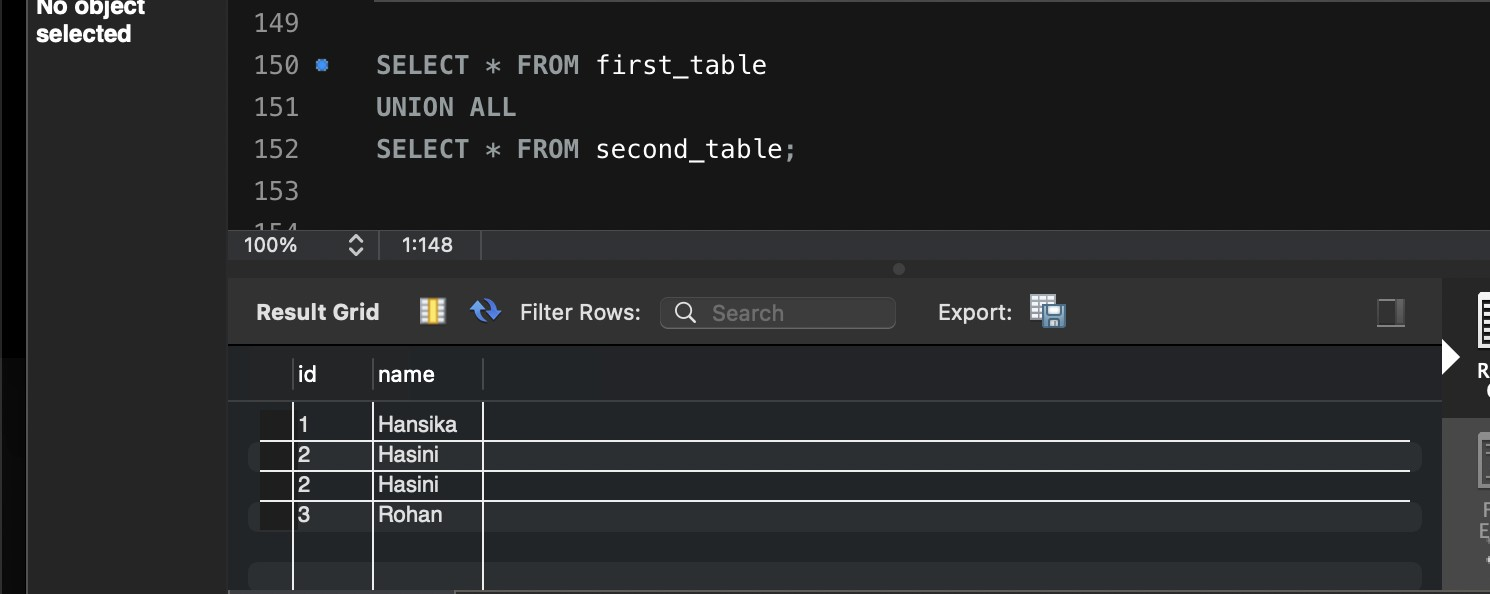 No object
selected
149
150 SELECT * FROM first_table
151 UNION ALL
152 SELECT * FROM second_table;
153
154
100% 1:148
Result Grid Filter Rows: Search Export:
id name
1 Hansika
2 Hasini
2 Hasini
3 Rohan